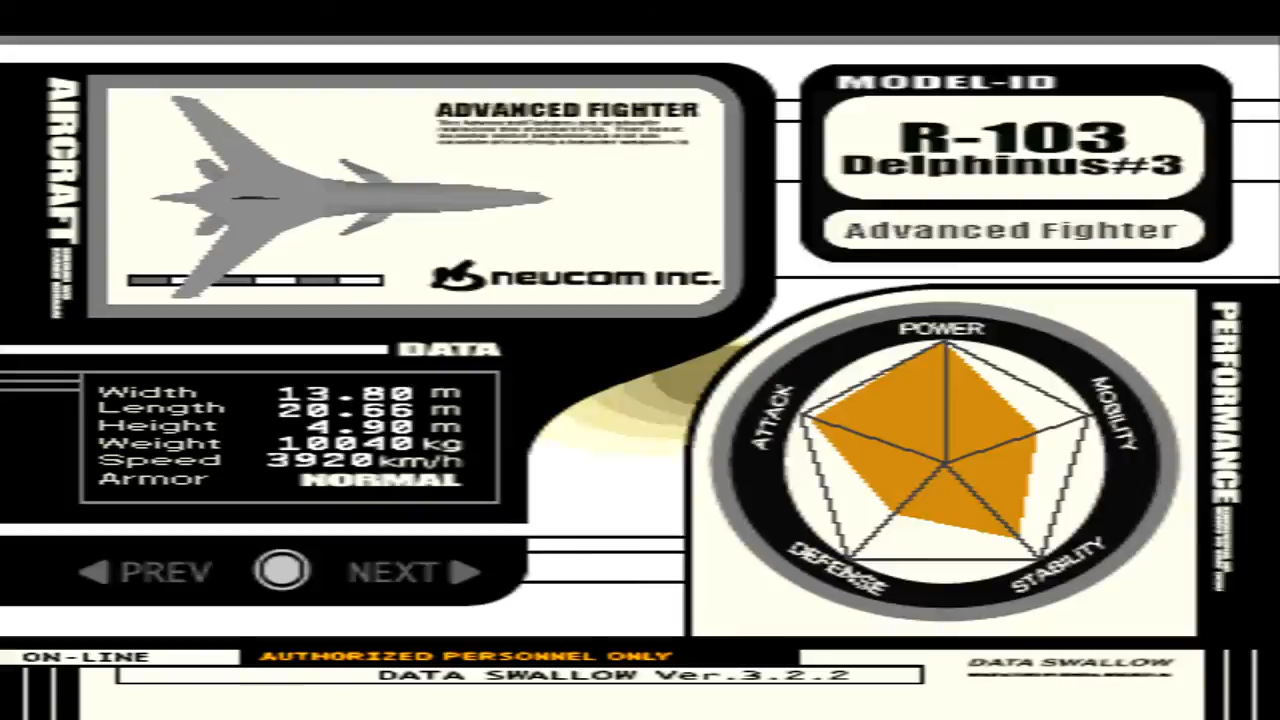 AIRCRAFT
ADVANCED FIGHTER
neucom inc.
MODEL-ID
R-103
Delphinus#3
Advanced Fighter
DATA
Width 13.80 m
Length 20.66 m
Height 4.90 m
Weight 10040 kg
Speed 3920 km/h
Armor NORMAL
PREV
NEXT
PERFORMANCE
POWER
MOBILITY
STABILITY
DEFENSE
ATTACK
ON-LINE
AUTHORIZED PERSONNEL ONLY
DATA SWALLOW Ver.3.2.2
DATA SWALLOW